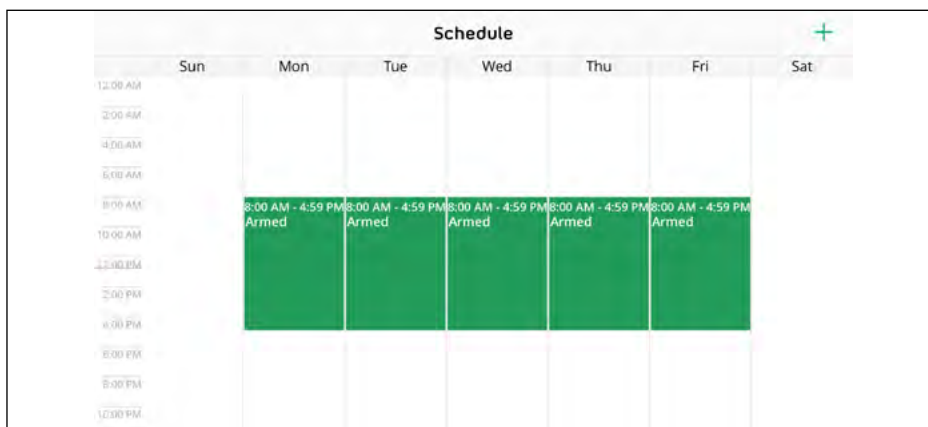 Schedule
+
Sun Mon Tue Wed Thu Fri Sat
12:00 AM
2:00 AM
4:00 AM
6:00 AM
8:00 AM
8:00 AM - 4:59 PM 8:00 AM - 4:59 PM 8:00 AM - 4:59 PM 8:00 AM - 4:59 PM 8:00 AM - 4:59 PM
Armed Armed Armed Armed Armed
10:00 AM
12:00 PM
2:00 PM
4:00 PM
6:00 PM
8:00 PM
10:00 PM